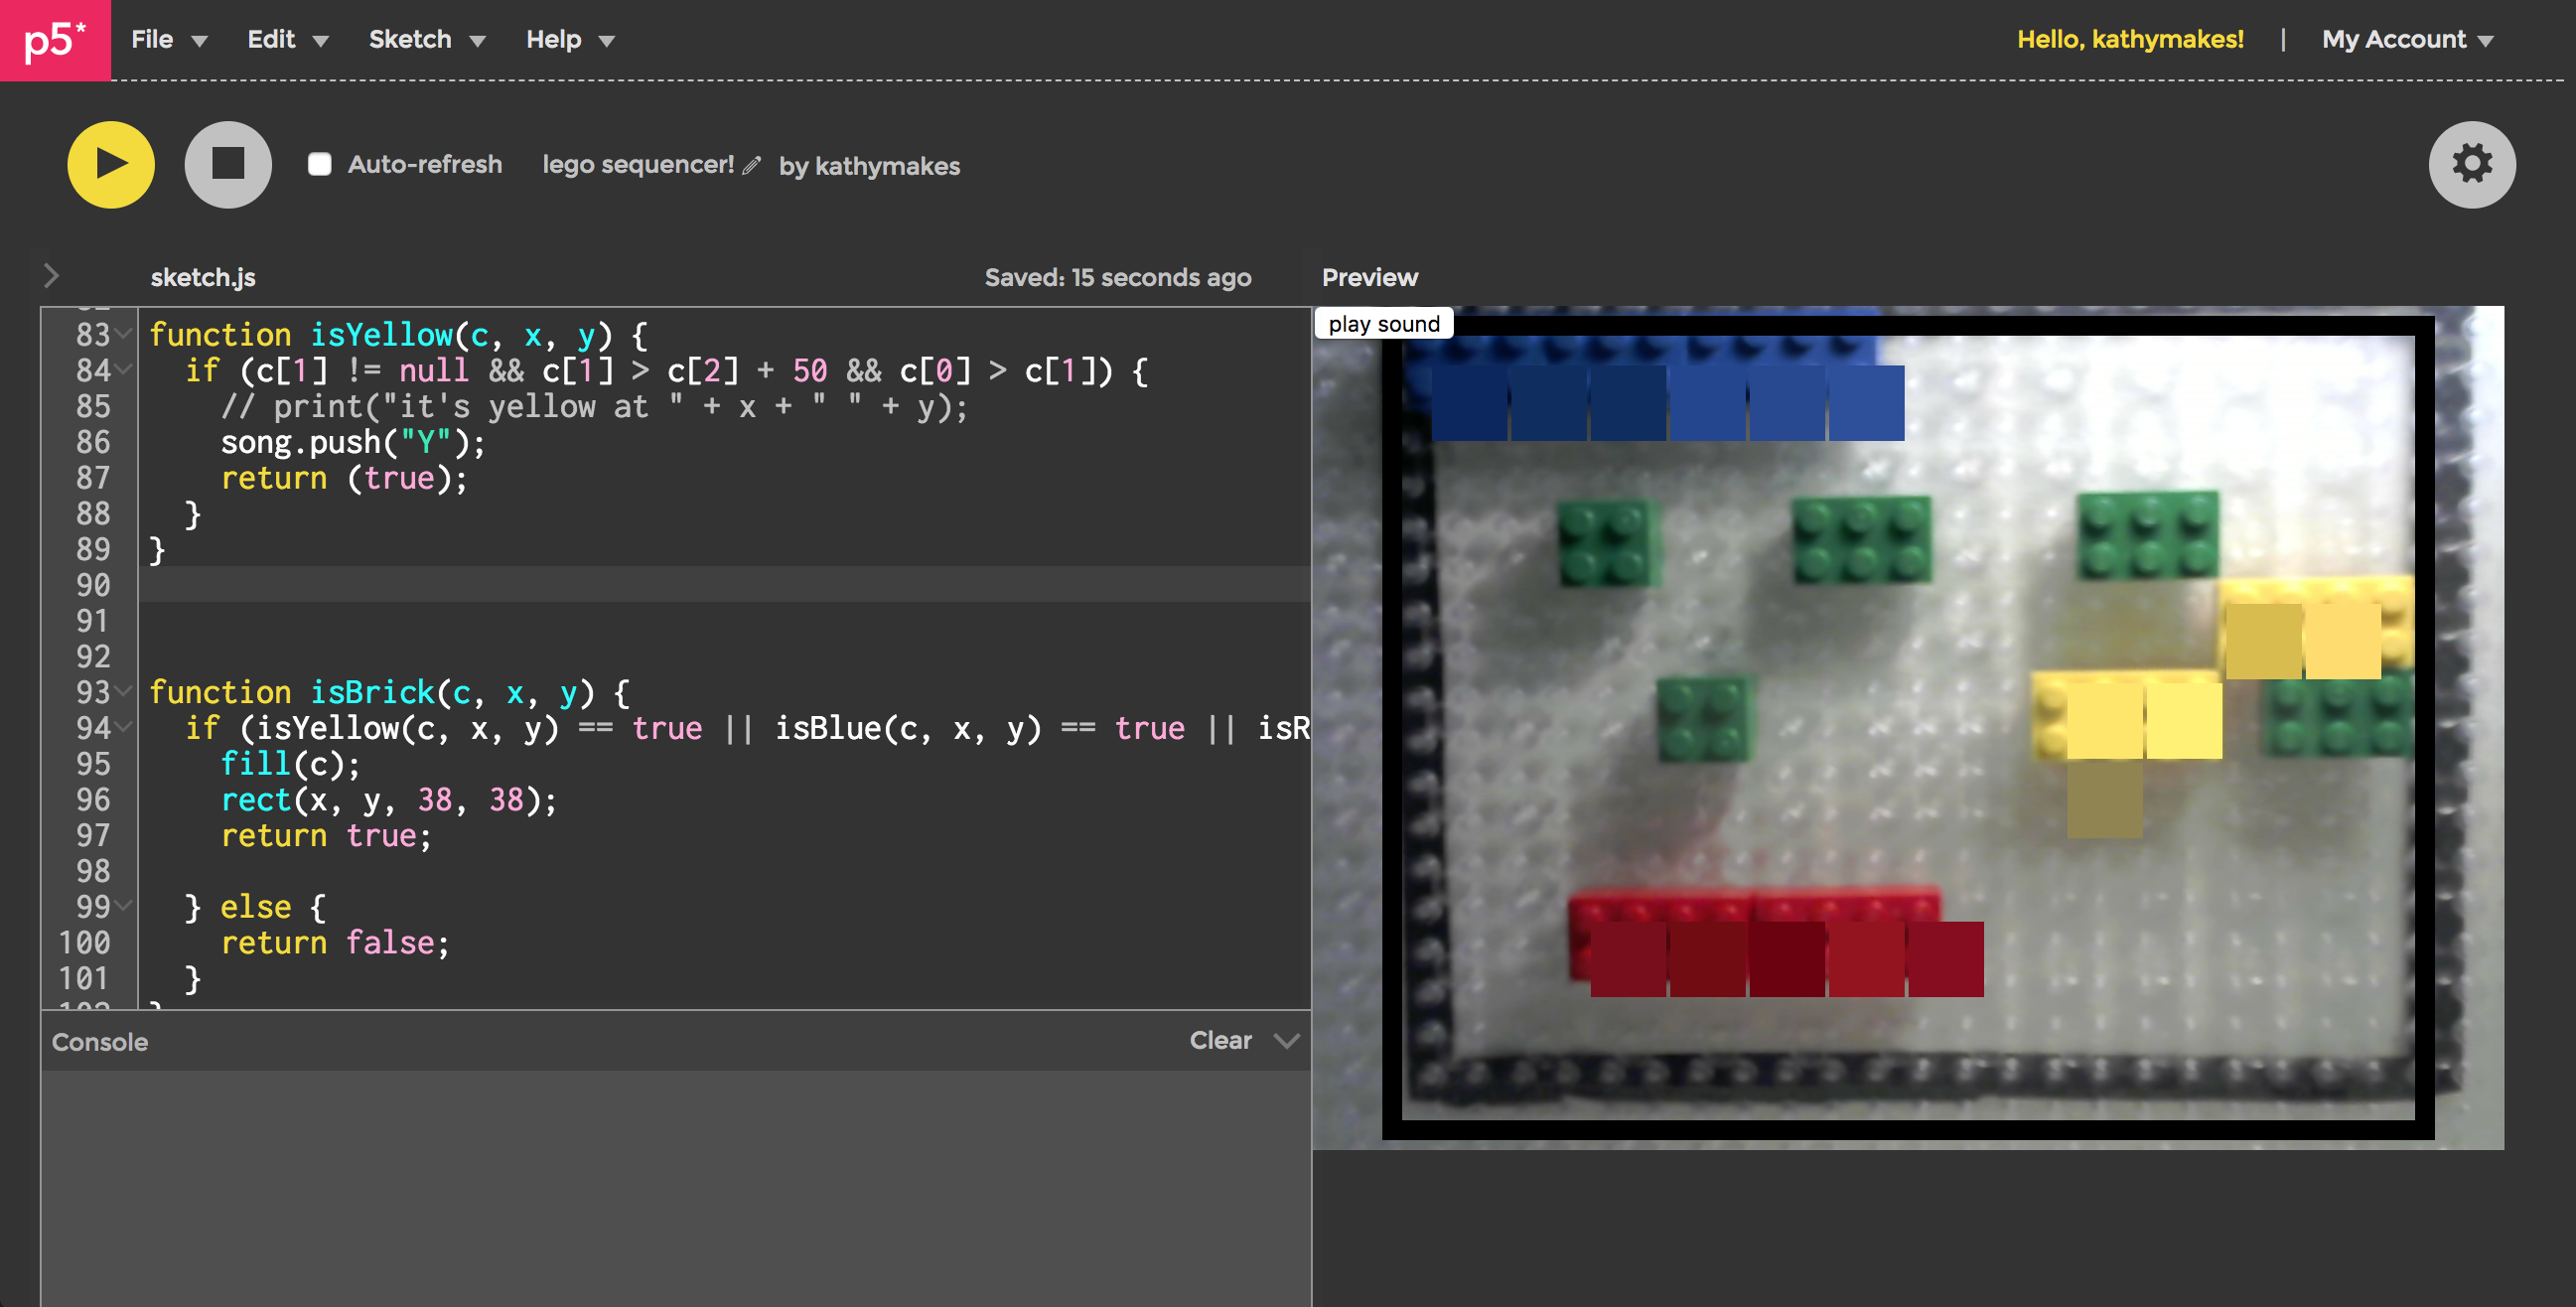 p5* File Edit Sketch Help Hello, kathymakes! | My Account
Auto-refresh lego sequencer! by kathymakes
sketch.js Saved: 15 seconds ago Preview
play sound
83 function isYellow(c, x, y) {
84 if (c[1] != null && c[1] > c[2] + 50 && c[0] > c[1]) {
85 // print("it's yellow at " + x + " " + y);
86 song.push("Y");
87 return (true);
88 }
89 }
90
91
92
93 function isBrick(c, x, y) {
94 if (isYellow(c, x, y) == true || isBlue(c, x, y) == true || isR
95 fill(c);
96 rect(x, y, 38, 38);
97 return true;
98
99 } else {
100 return false;
101 }
Console Clear